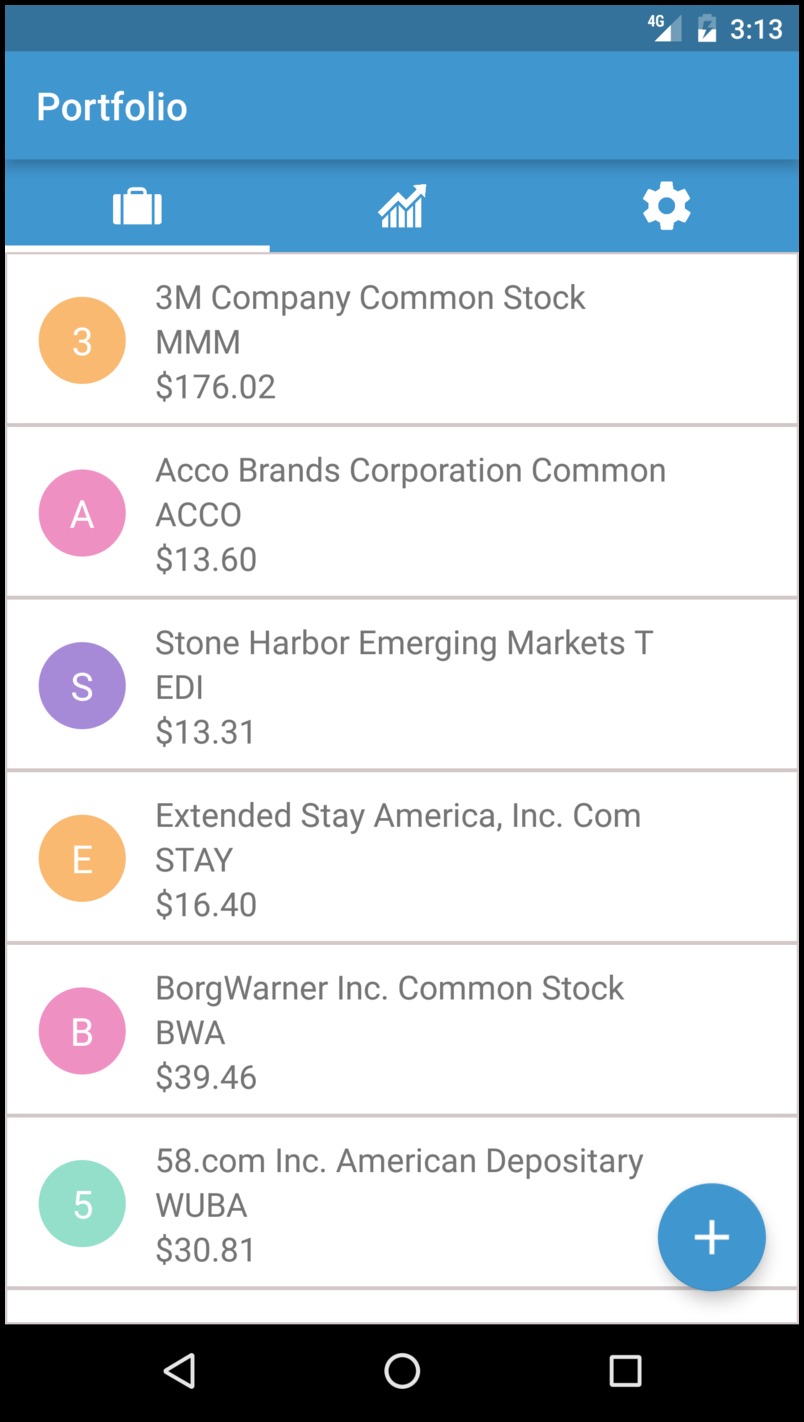 4G 3:13
Portfolio
3
3M Company Common Stock
MMM
$176.02
A
Acco Brands Corporation Common
ACCO
$13.60
S
Stone Harbor Emerging Markets T
EDI
$13.31
E
Extended Stay America, Inc. Com
STAY
$16.40
B
BorgWarner Inc. Common Stock
BWA
$39.46
5
58.com Inc. American Depositary
WUBA
$30.81